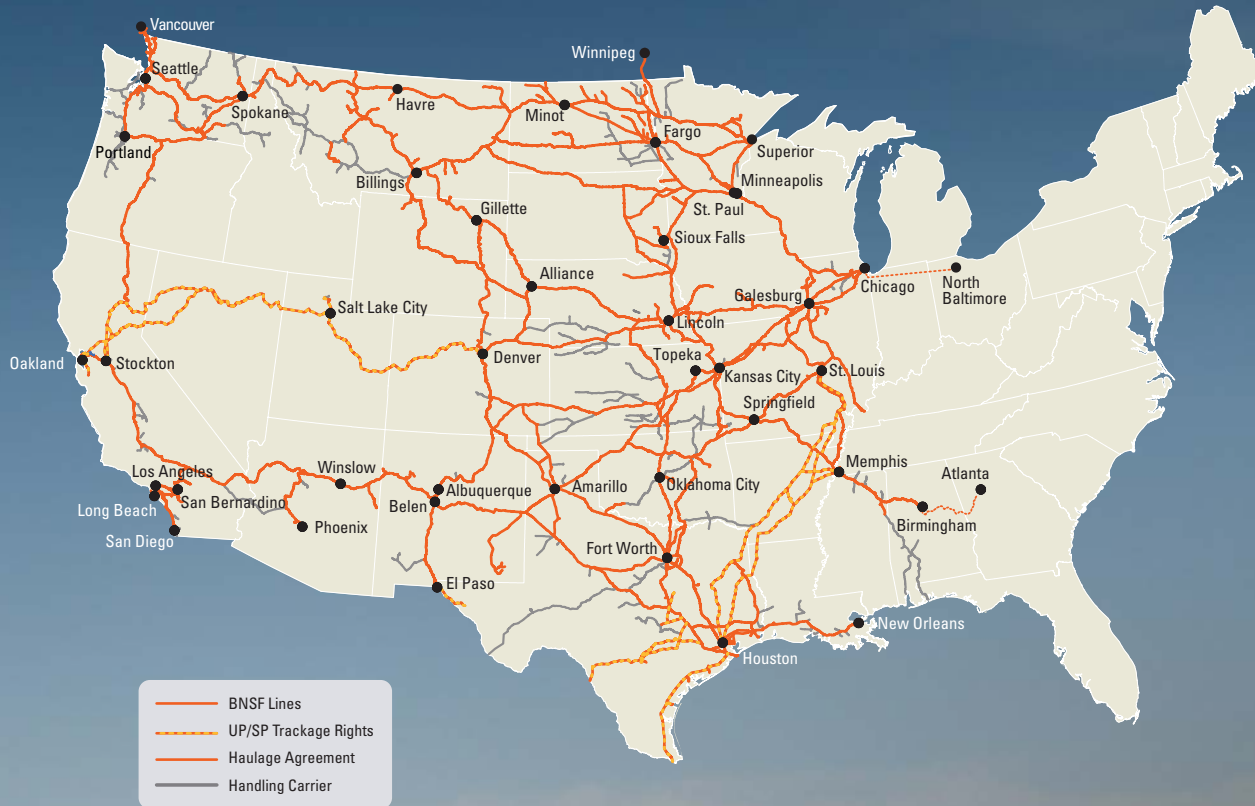 Vancouver
Winnipeg
Seattle
Spokane
Havre
Minot
Fargo
Portland
Superior
Billings
Minneapolis
St. Paul
Gillette
Sioux Falls
Alliance
Galesburg
Chicago
North
Baltimore
Salt Lake City
Lincoln
Oakland
Stockton
Denver
Topeka
Kansas City
St. Louis
Springfield
Los Angeles
Winslow
Memphis
Atlanta
San Bernardino
Albuquerque
Amarillo
Oklahoma City
Long Beach
Belen
Phoenix
Birmingham
San Diego
Fort Worth
El Paso
New Orleans
Houston
BNSF Lines
UP/SP Trackage Rights
Haulage Agreement
Handling Carrier